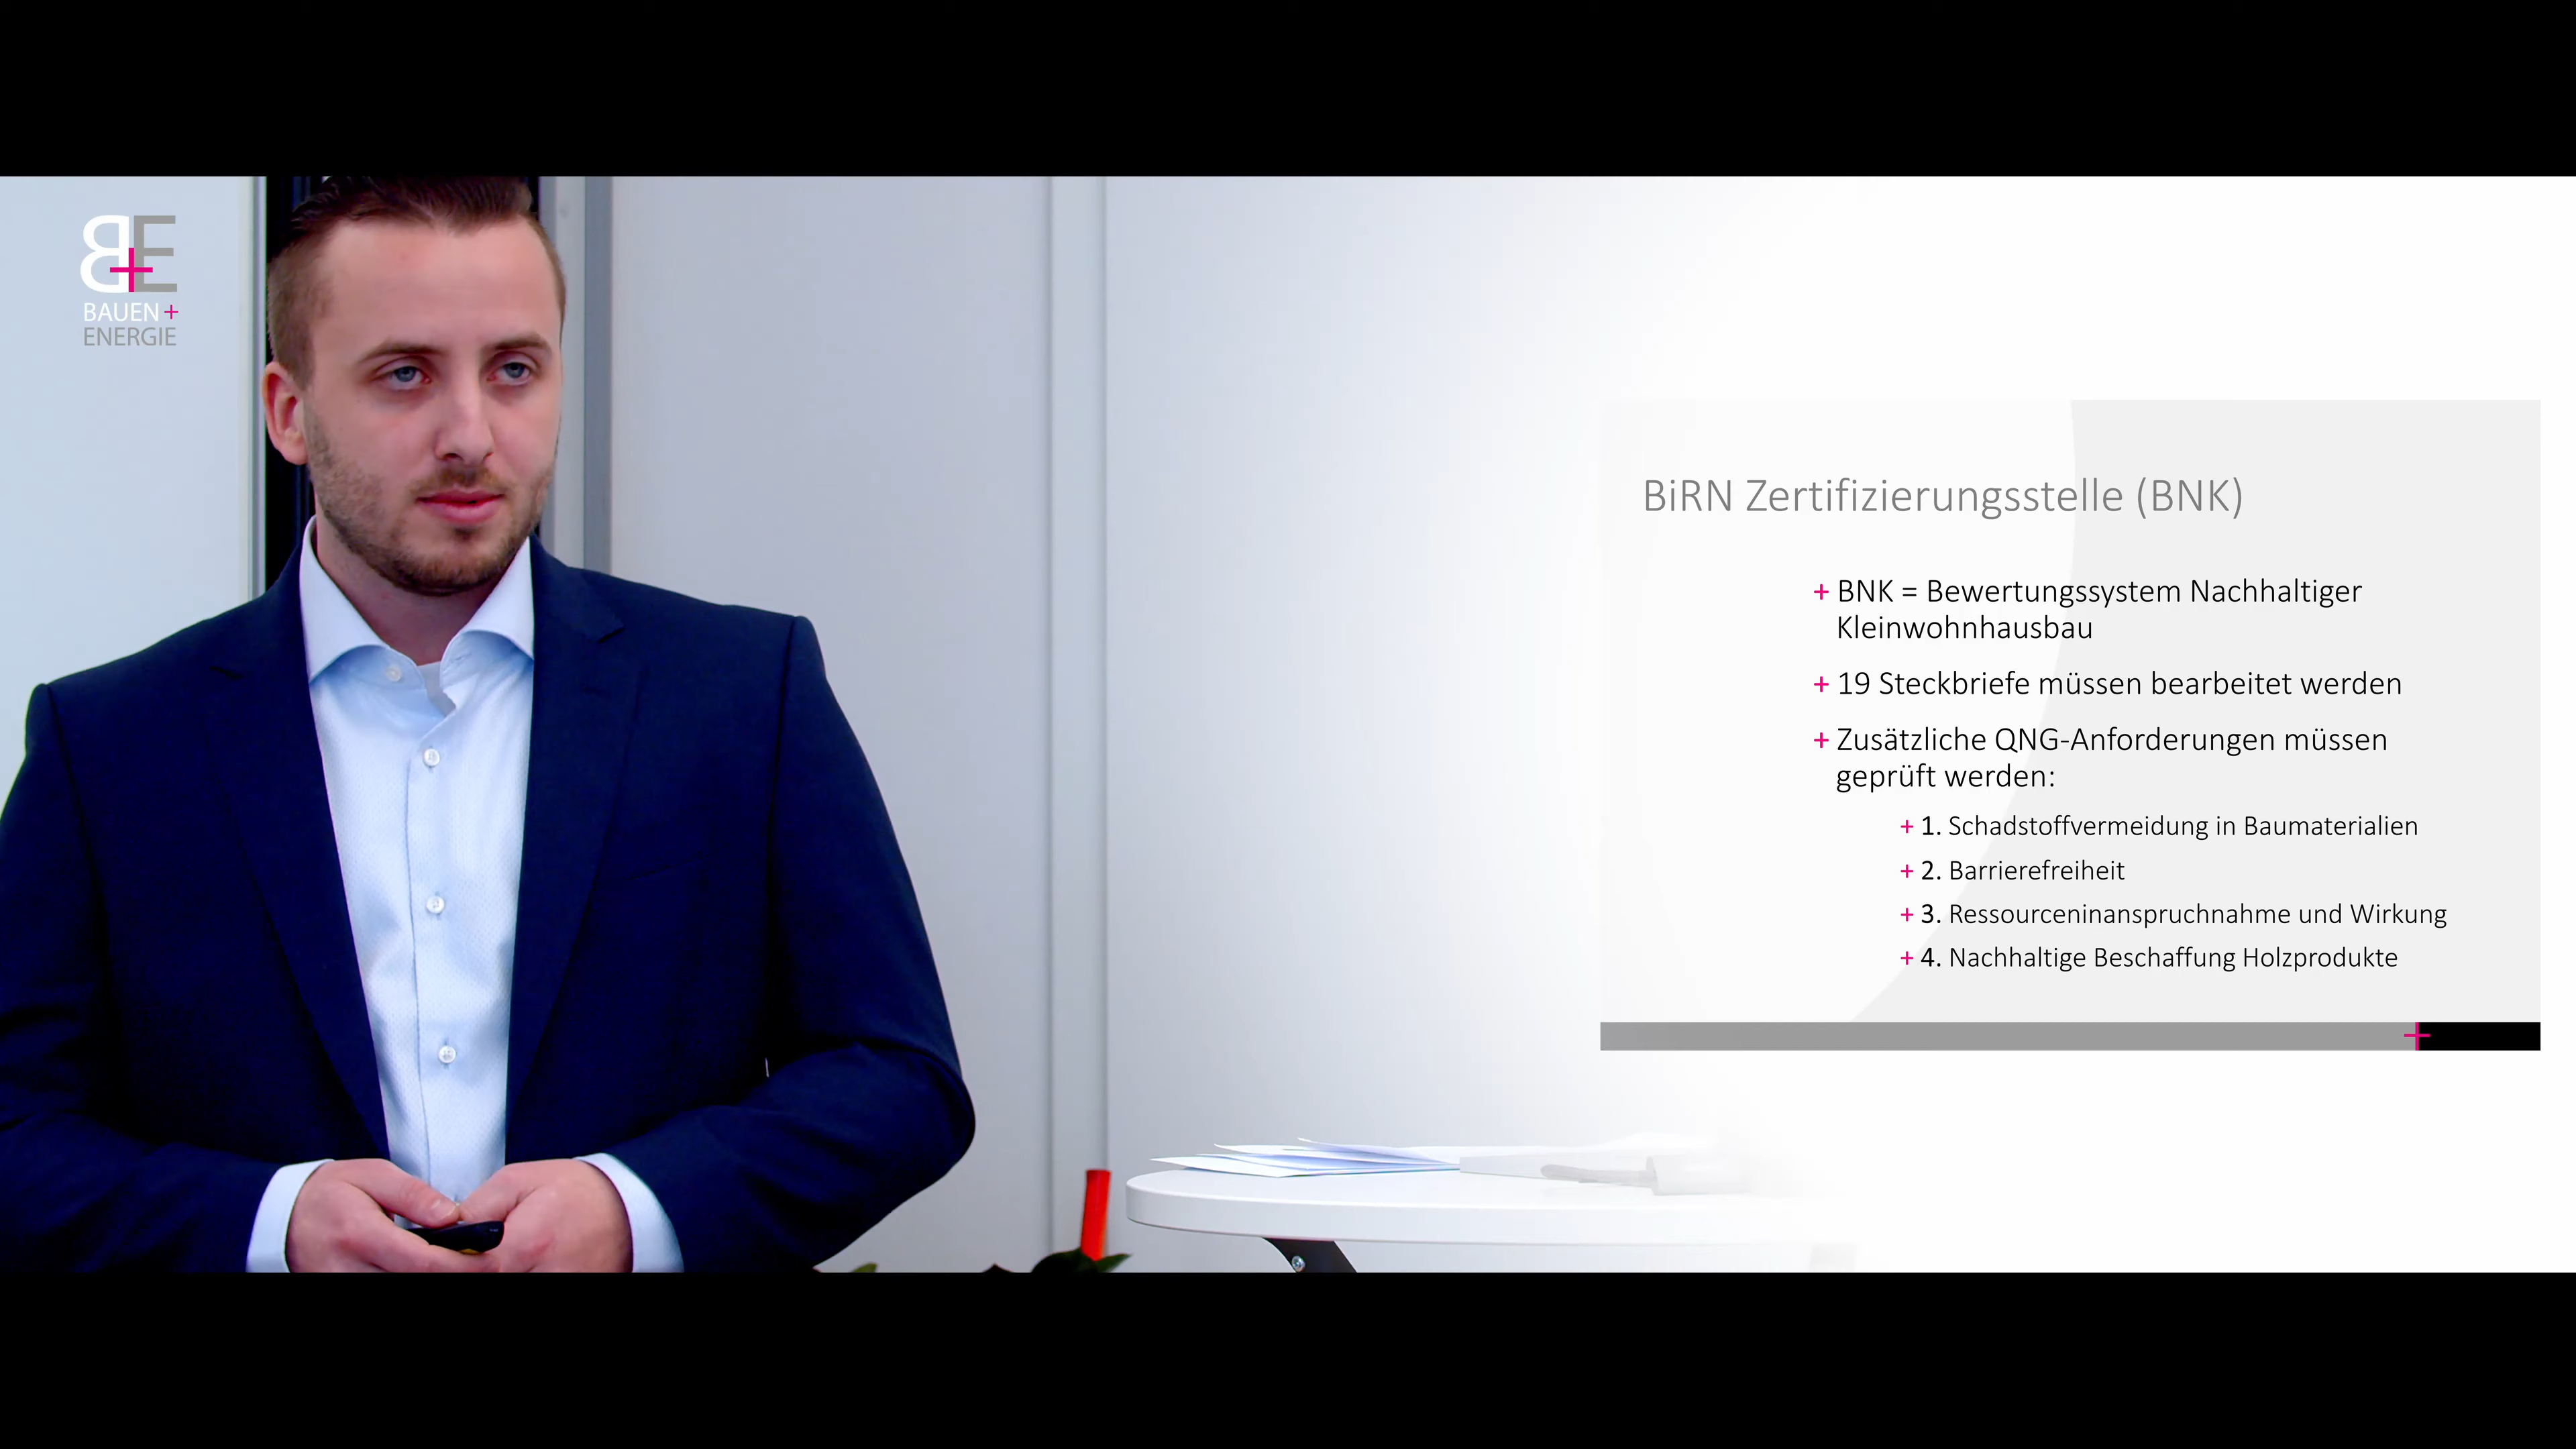 B+E
BAUEN+
ENERGIE
BiRN Zertifizierungsstelle (BNK)
+ BNK = Bewertungssystem Nachhaltiger
Kleinwohnhausbau
+ 19 Steckbriefe müssen bearbeitet werden
+ Zusätzliche QNG-Anforderungen müssen
geprüft werden:
+ 1. Schadstoffvermeidung in Baumaterialien
+ 2. Barrierefreiheit
+ 3. Ressourceninanspruchnahme und Wirkung
+ 4. Nachhaltige Beschaffung Holzprodukte